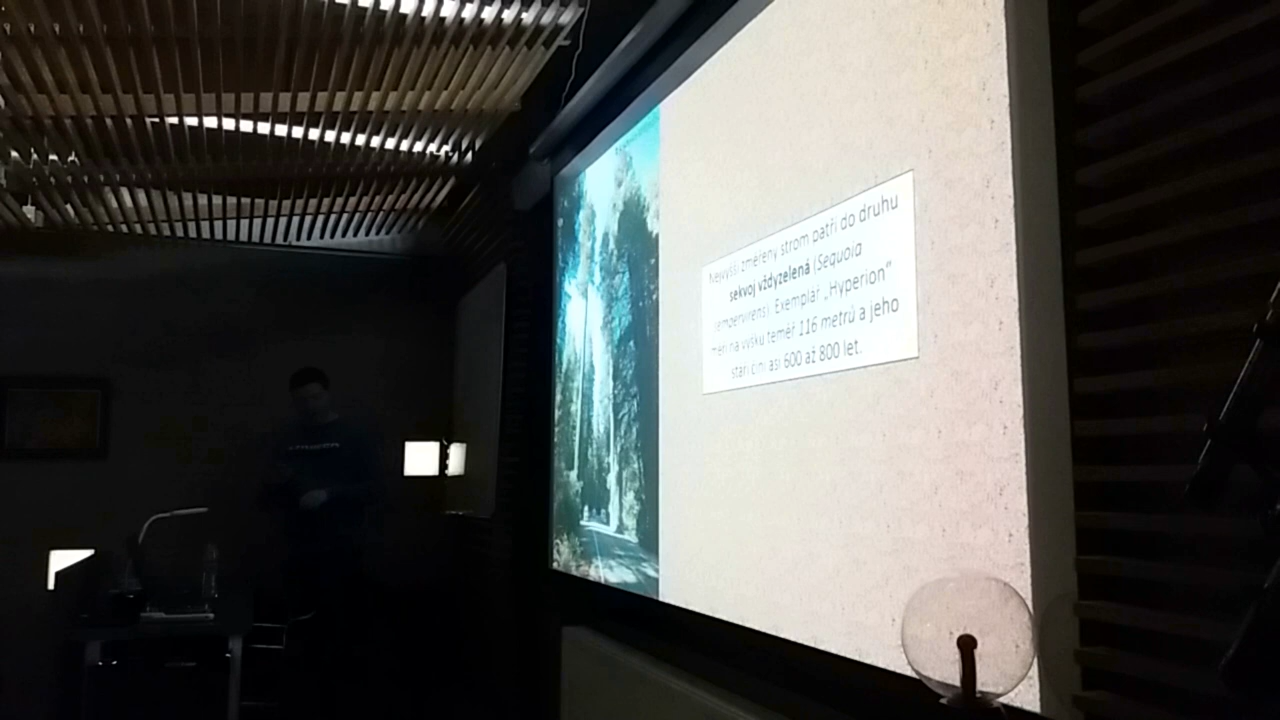 Nejvyšší změřený strom patří do druhu
sekvoj vždyzelená (Sequoia
sempervirens). Exemplář „Hyperion“
měří na výšku téměř 116 metrů a jeho
stáří činí asi 600 až 800 let.